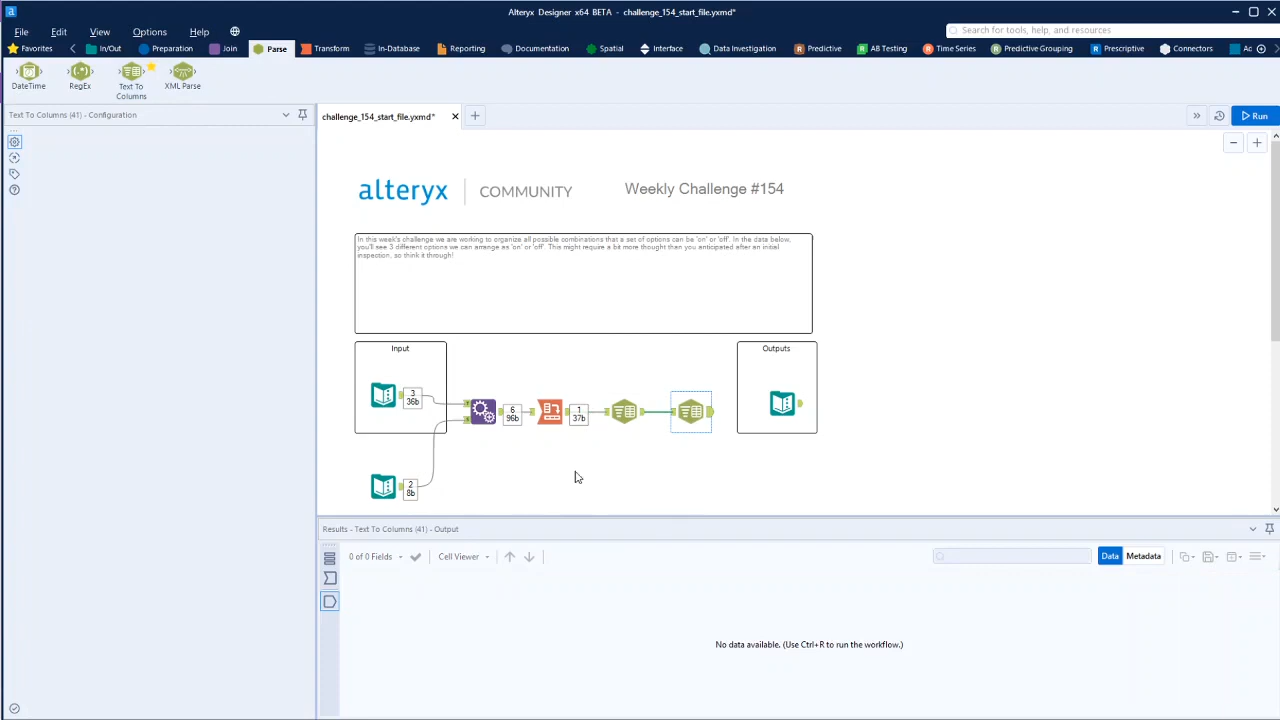 Alteryx Designer x64 BETA - challenge_154_start_file.yxmd*
File Edit View Options Help
Search for tools, help, and resources
Favorites In/Out Preparation Join Parse Transform In-Database Reporting Documentation Spatial Interface Data Investigation Predictive AB Testing Time Series Predictive Grouping Prescriptive Connectors
DateTime RegEx Text To Columns XML Parse
Text To Columns (41) - Configuration
challenge_154_start_file.yxmd*
Run
alteryx COMMUNITY Weekly Challenge #154
In this week's challenge we are working to organize all possible combinations that a set of options can be 'on' or 'off'. In the data below,
you'll see 3 different options we can arrange as 'on' or 'off'. This might require a bit more thought than you anticipated after an initial
inspection, so think it through!
Input
Outputs
3
36b
6
96b
1
37b
2
8b
Results - Text To Columns (41) - Output
0 of 0 Fields Cell Viewer Data Metadata
No data available. (Use Ctrl+R to run the workflow.)